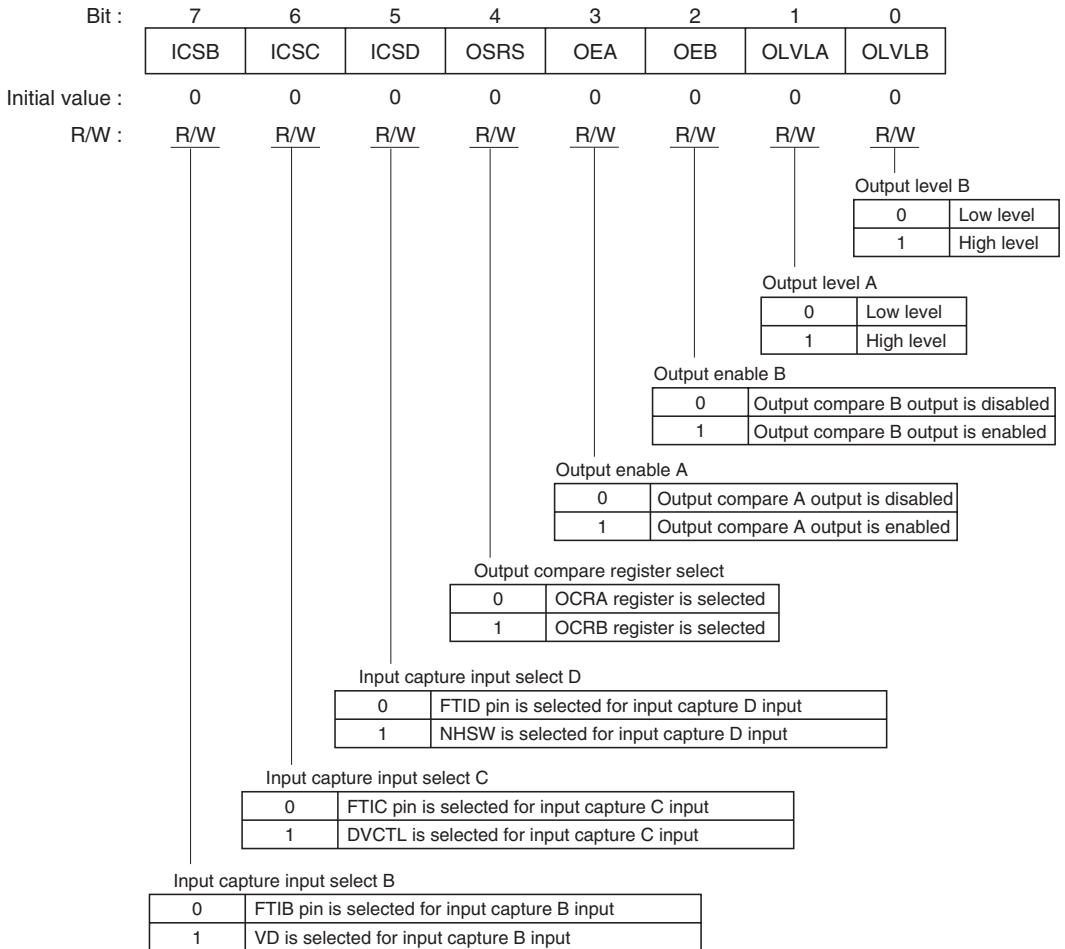 Bit : 7 6 5 4 3 2 1 0
ICSB ICSC ICSD OSRS OEA OEB OLVLA OLVLB
Initial value : 0 0 0 0 0 0 0 0
R/W : R/W R/W R/W R/W R/W R/W R/W R/W
Output level B
0 Low level
1 High level
Output level A
0 Low level
1 High level
Output enable B
0 Output compare B output is disabled
1 Output compare B output is enabled
Output enable A
0 Output compare A output is disabled
1 Output compare A output is enabled
Output compare register select
0 OCRA register is selected
1 OCRB register is selected
Input capture input select D
0 FTID pin is selected for input capture D input
1 NHSW is selected for input capture D input
Input capture input select C
0 FTIC pin is selected for input capture C input
1 DVCTL is selected for input capture C input
Input capture input select B
0 FTIB pin is selected for input capture B input
1 VD is selected for input capture B input